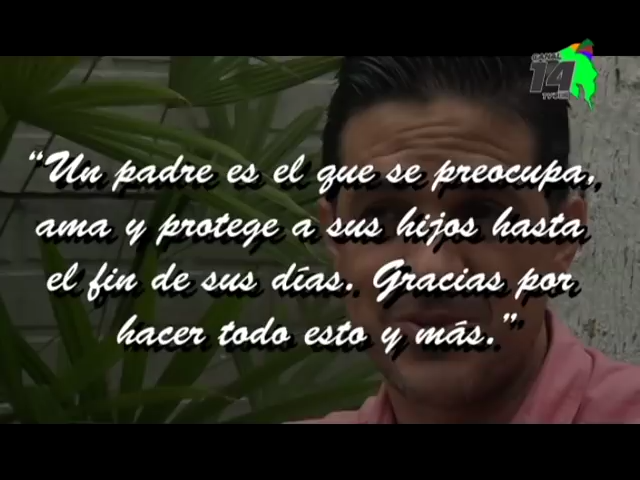 CANAL
14
"Un padre es el que se preocupa,
ama y protege a sus hijos hasta
el fin de sus días. Gracias por
hacer todo esto y más."